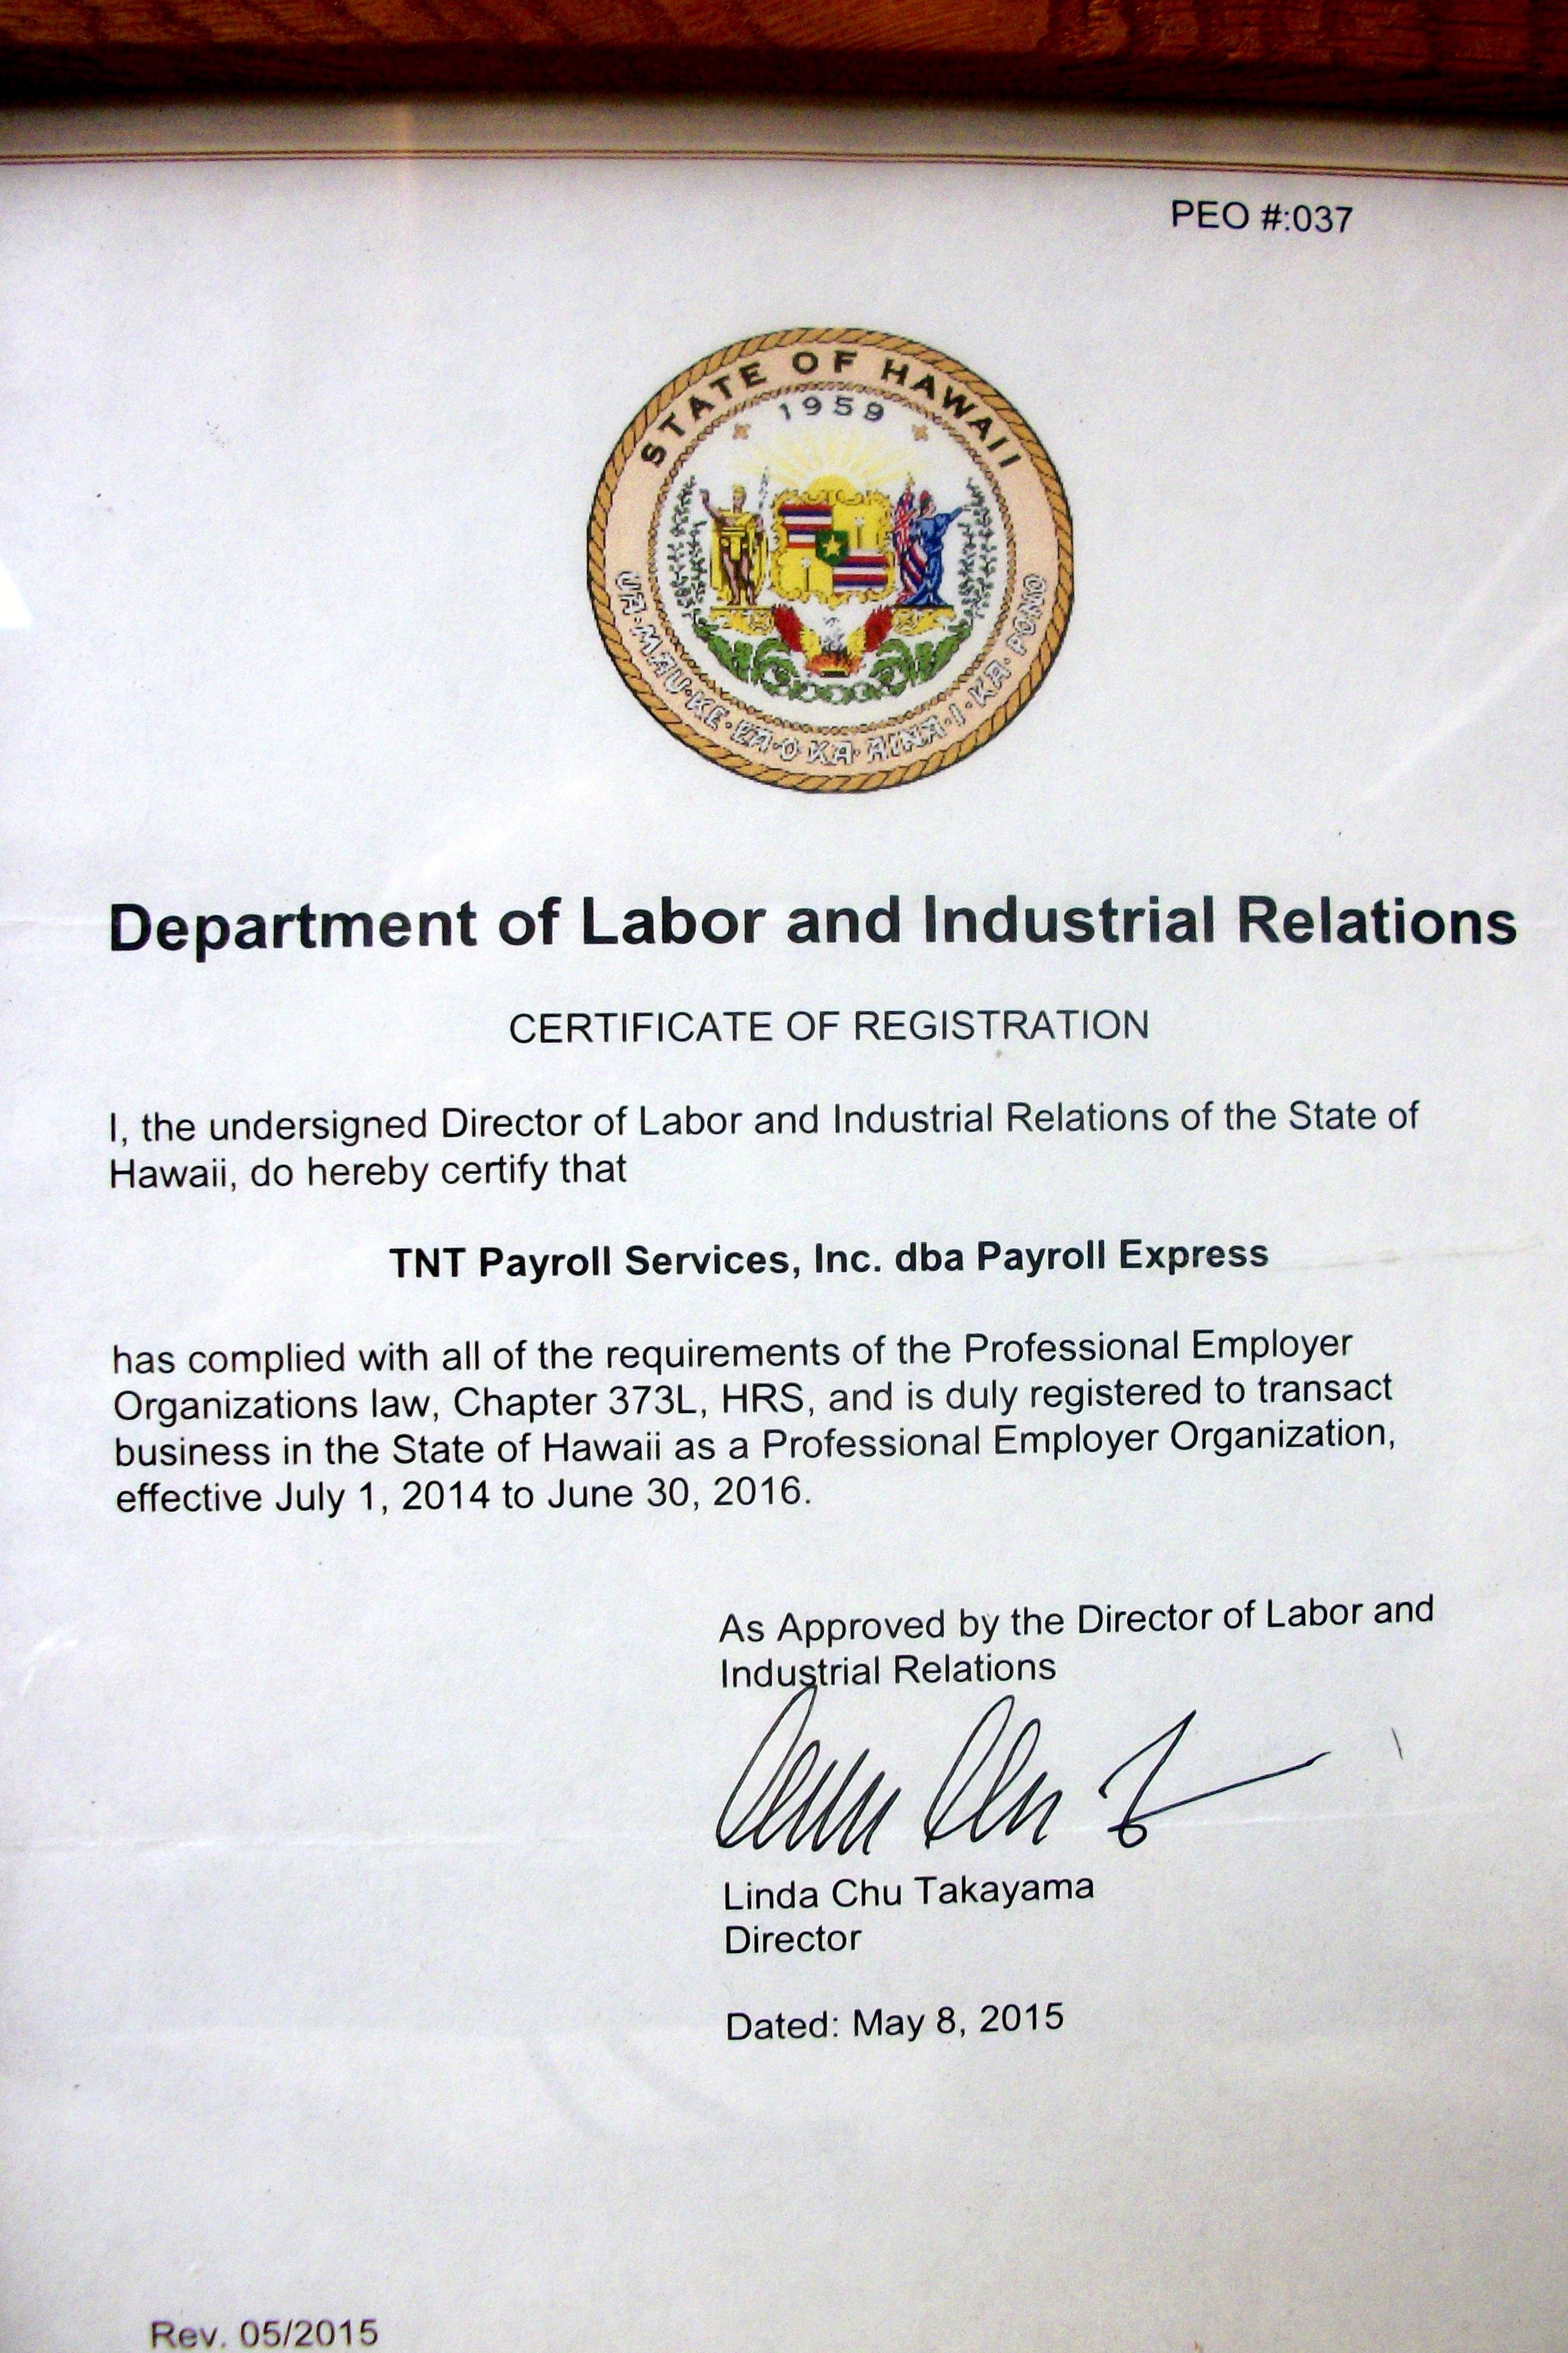 PEO #:037
STATE OF HAWAII
1959
UA·MAU·KE·EA·O·KA·AINA·I·KA·PONO
Department of Labor and Industrial Relations
CERTIFICATE OF REGISTRATION
I, the undersigned Director of Labor and Industrial Relations of the State of
Hawaii, do hereby certify that
TNT Payroll Services, Inc. dba Payroll Express
has complied with all of the requirements of the Professional Employer
Organizations law, Chapter 373L, HRS, and is duly registered to transact
business in the State of Hawaii as a Professional Employer Organization,
effective July 1, 2014 to June 30, 2016.
As Approved by the Director of Labor and
Industrial Relations
Linda Chu Takayama
Director
Dated: May 8, 2015
Rev. 05/2015